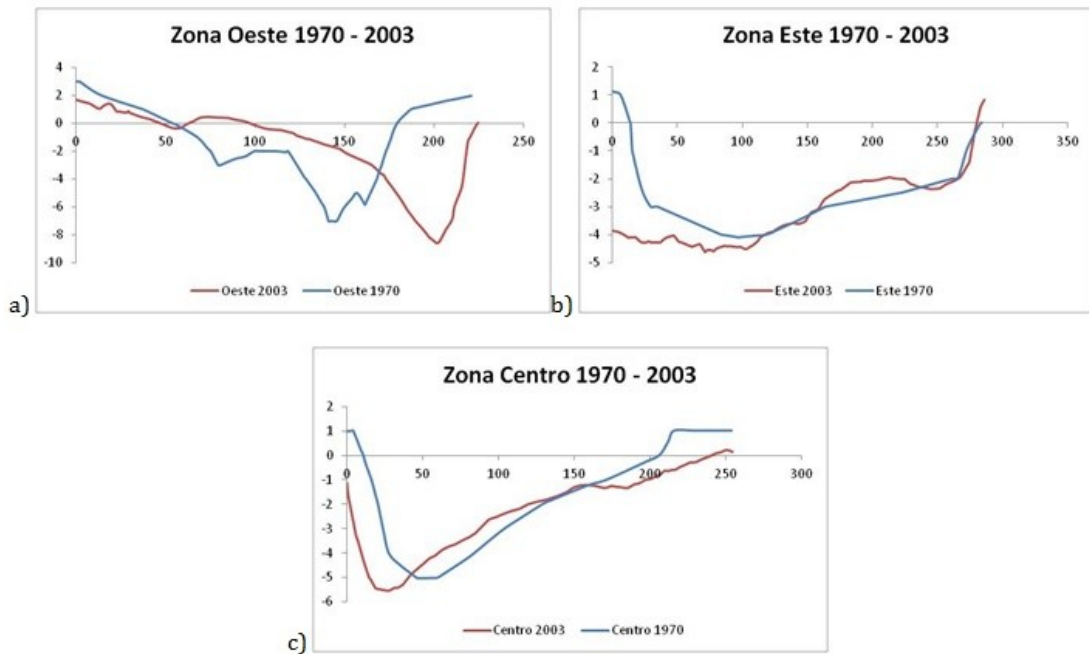 Zona Oeste 1970 - 2003
4
2
0
-2
-4
-6
-8
-10
0 50 100 150 200 250
Oeste 2003 Oeste 1970
a)
Zona Este 1970 - 2003
2
1
0
-1
-2
-3
-4
-5
0 50 100 150 200 250 300 350
Este 2003 Este 1970
b)
Zona Centro 1970 - 2003
2
1
0
-1
-2
-3
-4
-5
-6
0 50 100 150 200 250 300
Centro 2003 Centro 1970
c)